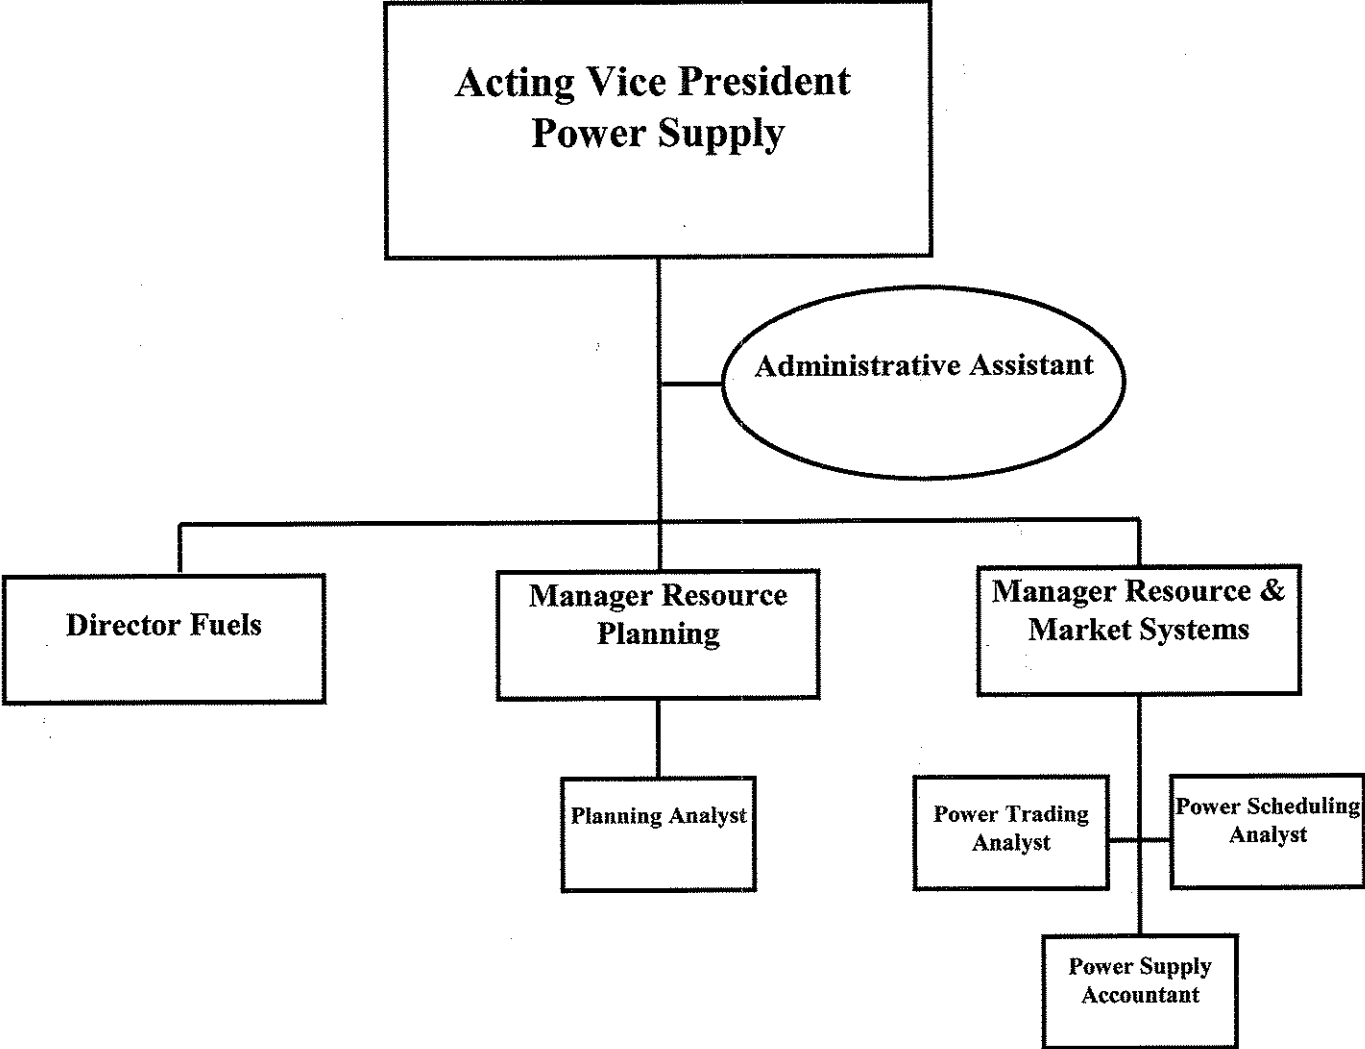 Acting Vice President
Power Supply
Administrative Assistant
Director Fuels
Manager Resource
Planning
Manager Resource &
Market Systems
Planning Analyst
Power Trading
Analyst
Power Scheduling
Analyst
Power Supply
Accountant